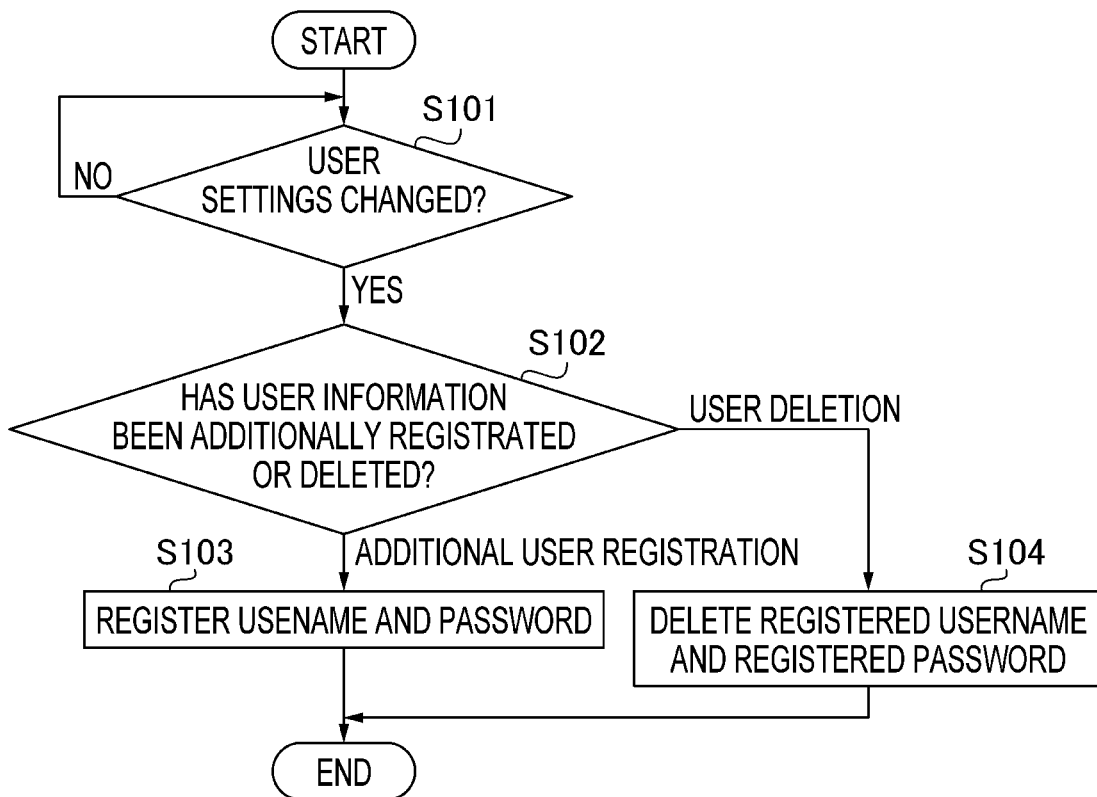 START
S101
USER
SETTINGS CHANGED?
NO
YES
S102
HAS USER INFORMATION
BEEN ADDITIONALLY REGISTRATED
OR DELETED?
USER DELETION
S103
ADDITIONAL USER REGISTRATION
S104
REGISTER USENAME AND PASSWORD
DELETE REGISTERED USERNAME
AND REGISTERED PASSWORD
END